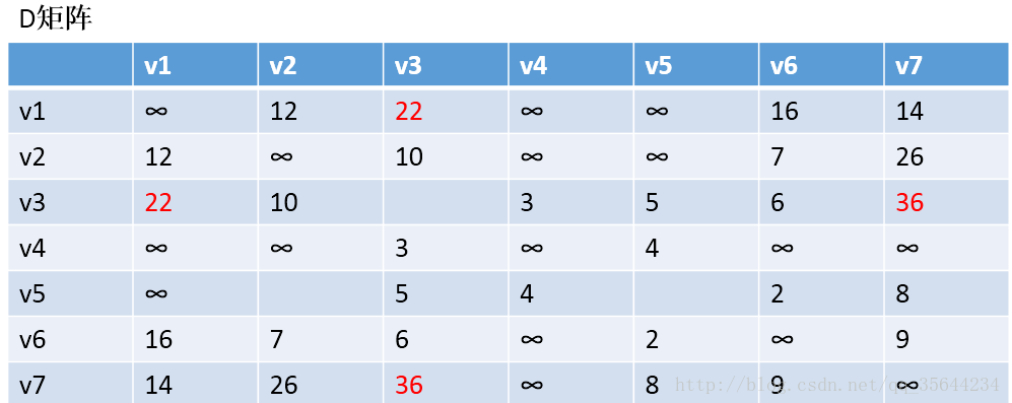 D矩阵
v1 v2 v3 v4 v5 v6 v7
v1 ∞ 12 22 ∞ ∞ 16 14
v2 12 ∞ 10 ∞ ∞ 7 26
v3 22 10 3 5 6 36
v4 ∞ ∞ 3 ∞ 4 ∞ ∞
v5 ∞ 5 4 2 8
v6 16 7 6 ∞ 2 ∞ 9
v7 14 26 36 ∞ 8 9 ∞
http://blog.csdn.net/qq_35644234